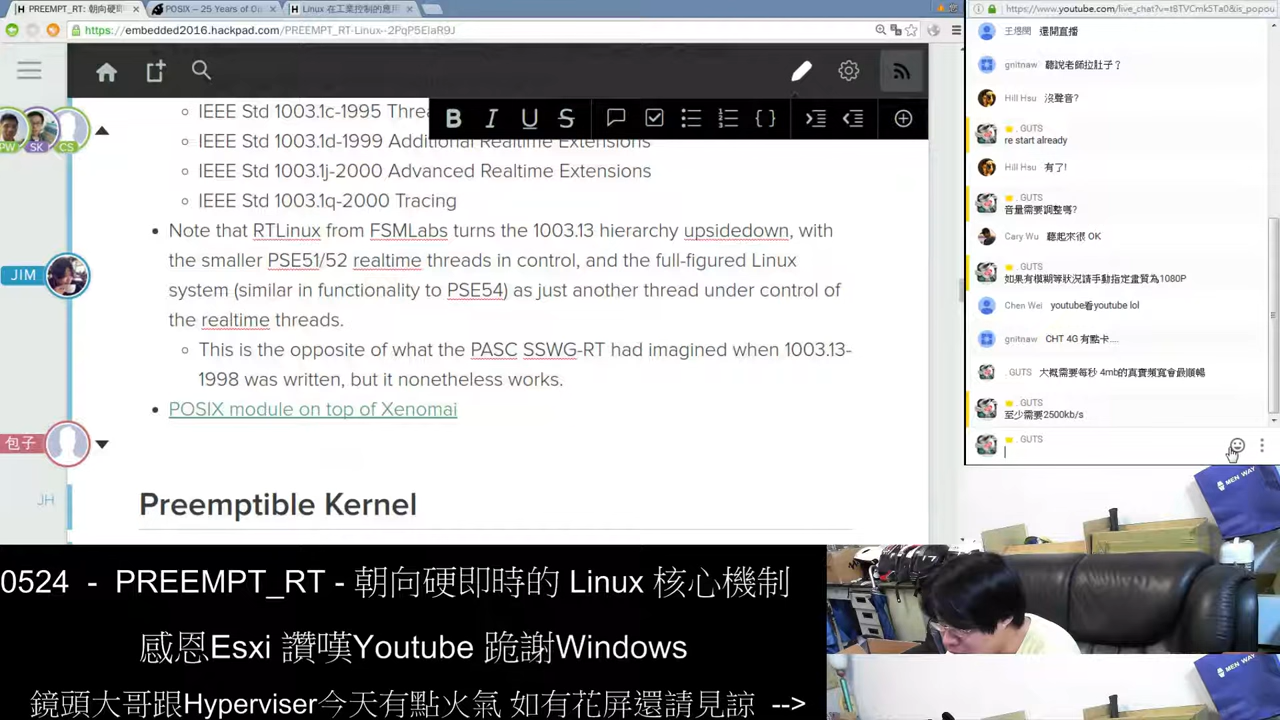 PREEMPT_RT: 朝向硬即
POSIX – 25 Years of O
Linux 在工業控制的應用
https://embedded2016.hackpad.com/PREEMPT_RT-Linux--2PqP5ElaR9J
IEEE Std 1003.1c-1995
IEEE Std 1003.1d-1999 Additional Realtime Extensions
IEEE Std 1003.1j-2000 Advanced Realtime Extensions
IEEE Std 1003.1q-2000 Tracing
Note that RTLinux from FSMLabs turns the 1003.13 hierarchy upsidedown, with
the smaller PSE51/52 realtime threads in control, and the full-figured Linux
system (similar in functionality to PSE54) as just another thread under control of
the realtime threads.
This is the opposite of what the PASC SSWG-RT had imagined when 1003.13-
1998 was written, but it nonetheless works.
POSIX module on top of Xenomai
Preemptible Kernel
B I U S
PW SK CS
JIM
包子
JH
https://www.youtube.com/live_chat?v=t8TVCmk5Ta0&is_popou
還開直播
gnitnaw 聽說老師拉肚子？
Hill Hsu 沒聲音?
. GUTS
re start already
Hill Hsu 有了!
. GUTS
音量需要調整嗎?
Cary Wu 聽起來很 OK
. GUTS
如果有模糊等狀況請手動指定畫質為1080P
Chen Wei youtube看youtube lol
gnitnaw CHT 4G 有點卡....
. GUTS 大概需要每秒 4mb的真實頻寬會最順暢
. GUTS
至少需要2500kb/s
. GUTS
MEN WAY
0524 - PREEMPT_RT - 朝向硬即時的 Linux 核心機制
感恩Esxi 讚嘆Youtube 跪謝Windows
鏡頭大哥跟Hyperviser今天有點火氣 如有花屏還請見諒 -->
MEN WAY